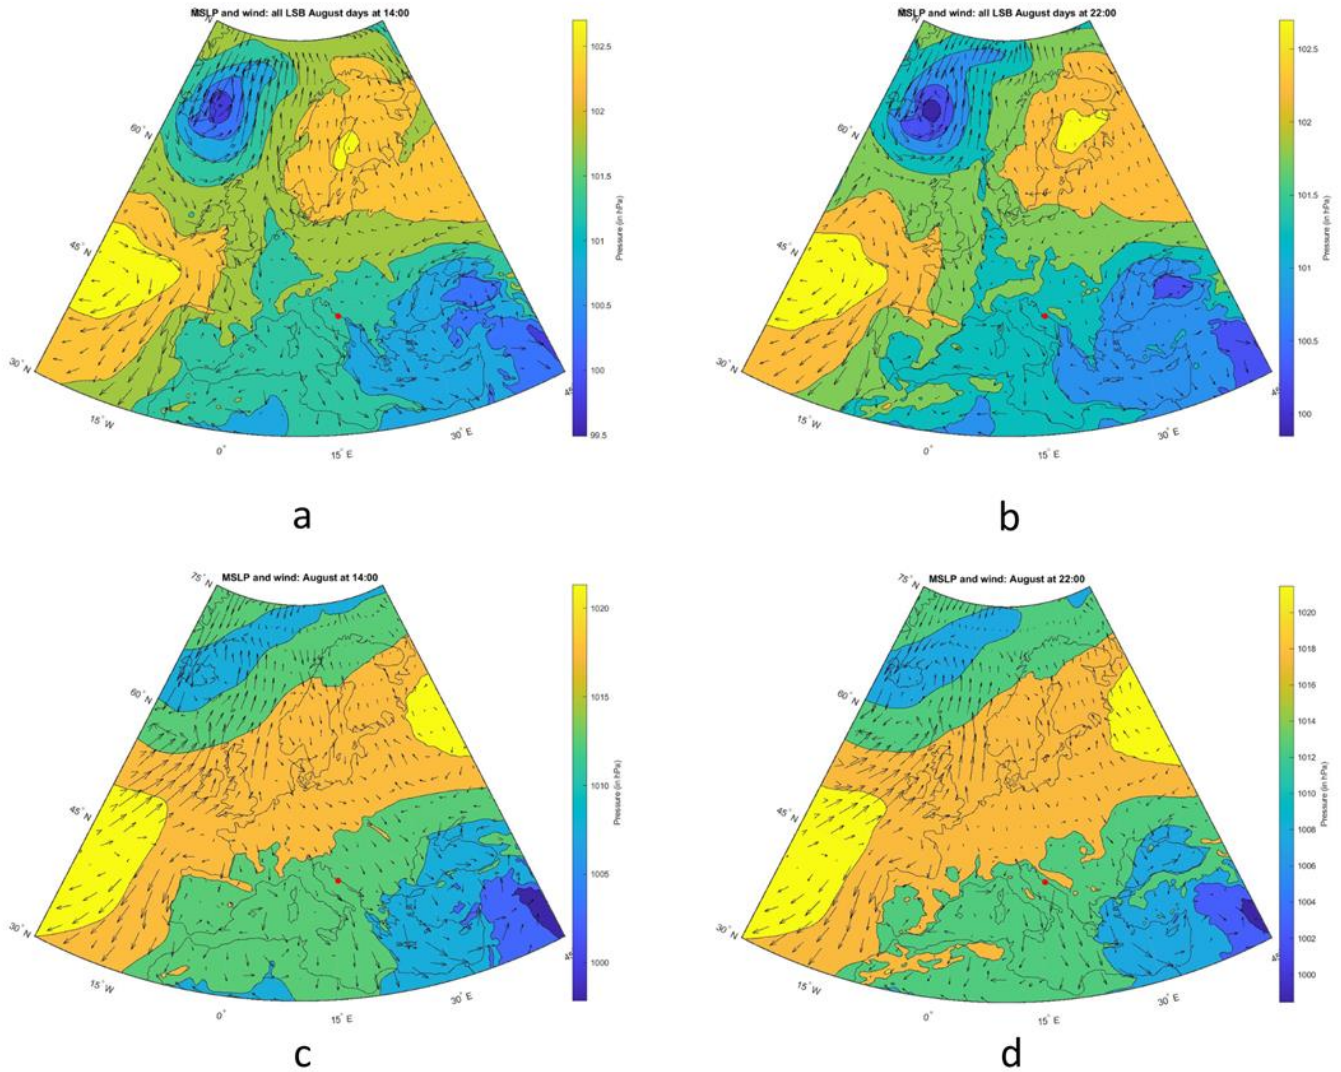 MSLP and wind: all LSB August days at 14:00
60° N
45° N
30° N
15° W
0°
15° E
30° E
102.5
102
101.5
101
100.5
100
99.5
Pressure (in hPa)
a
MSLP and wind: all LSB August days at 22:00
60° N
45° N
30° N
15° W
0°
15° E
30° E
102.5
102
101.5
101
100.5
100
Pressure (in hPa)
b
MSLP and wind: August at 14:00
75° N
60° N
45° N
30° N
15° W
0°
15° E
30° E
1020
1015
1010
1005
1000
Pressure (in hPa)
c
MSLP and wind: August at 22:00
75° N
60° N
45° N
30° N
15° W
0°
15° E
30° E
1020
1018
1016
1014
1012
1010
1008
1006
1004
1002
1000
Pressure (in hPa)
d